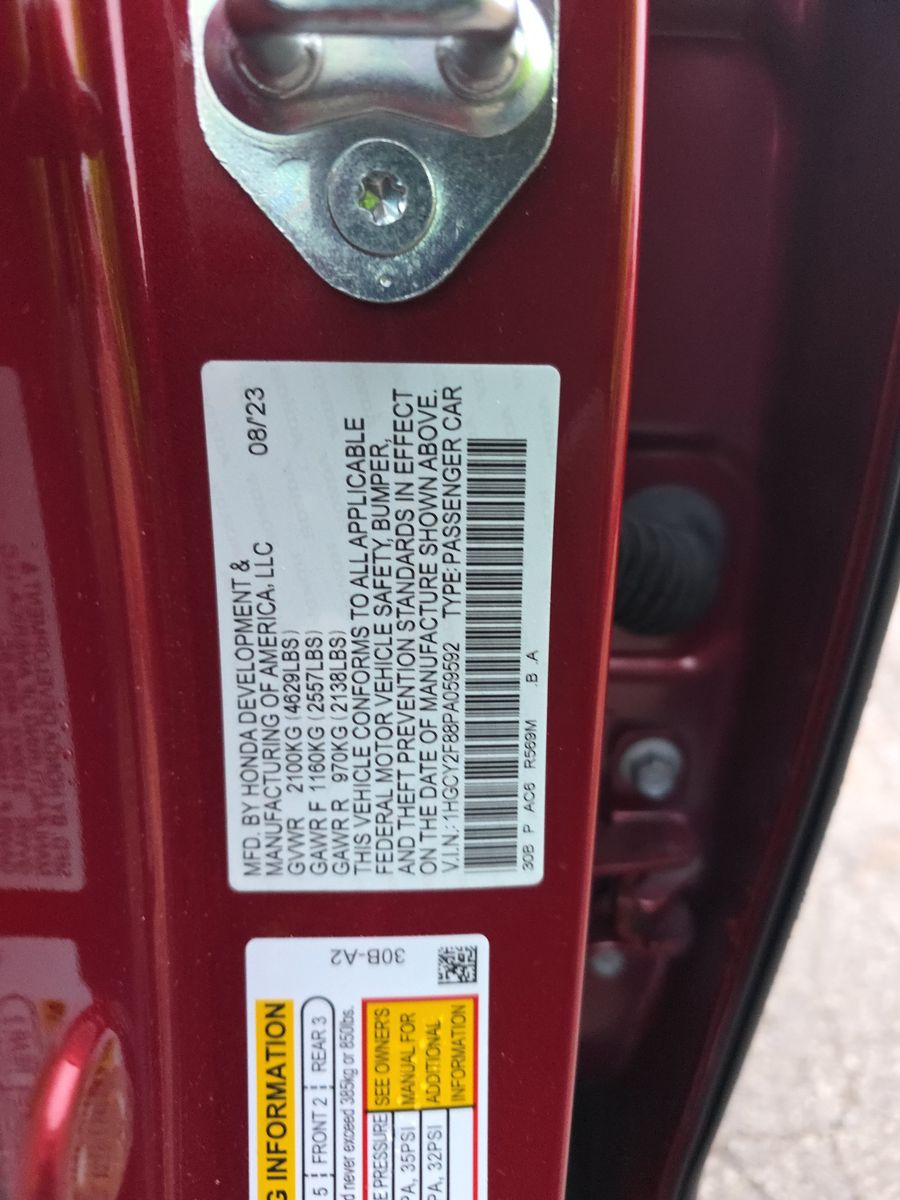 MFD. BY HONDA DEVELOPMENT &
MANUFACTURING OF AMERICA, LLC 08/'23
GVWR 2100KG (4629LBS)
GAWR F 1160KG (2557LBS)
GAWR R 970KG (2138LBS)
THIS VEHICLE CONFORMS TO ALL APPLICABLE
FEDERAL MOTOR VEHICLE SAFETY, BUMPER,
AND THEFT PREVENTION STANDARDS IN EFFECT
ON THE DATE OF MANUFACTURE SHOWN ABOVE.
V.I.N.: 1HGCY2F88PA059592 TYPE: PASSENGER CAR
30B P AC6 R569M .B .A
30B-A2
G INFORMATION
5 FRONT 2 REAR 3
d never exceed 385kg or 850lbs.
E PRESSURE SEE OWNER'S
PA, 35PSI MANUAL FOR
PA, 32PSI ADDITIONAL
INFORMATION